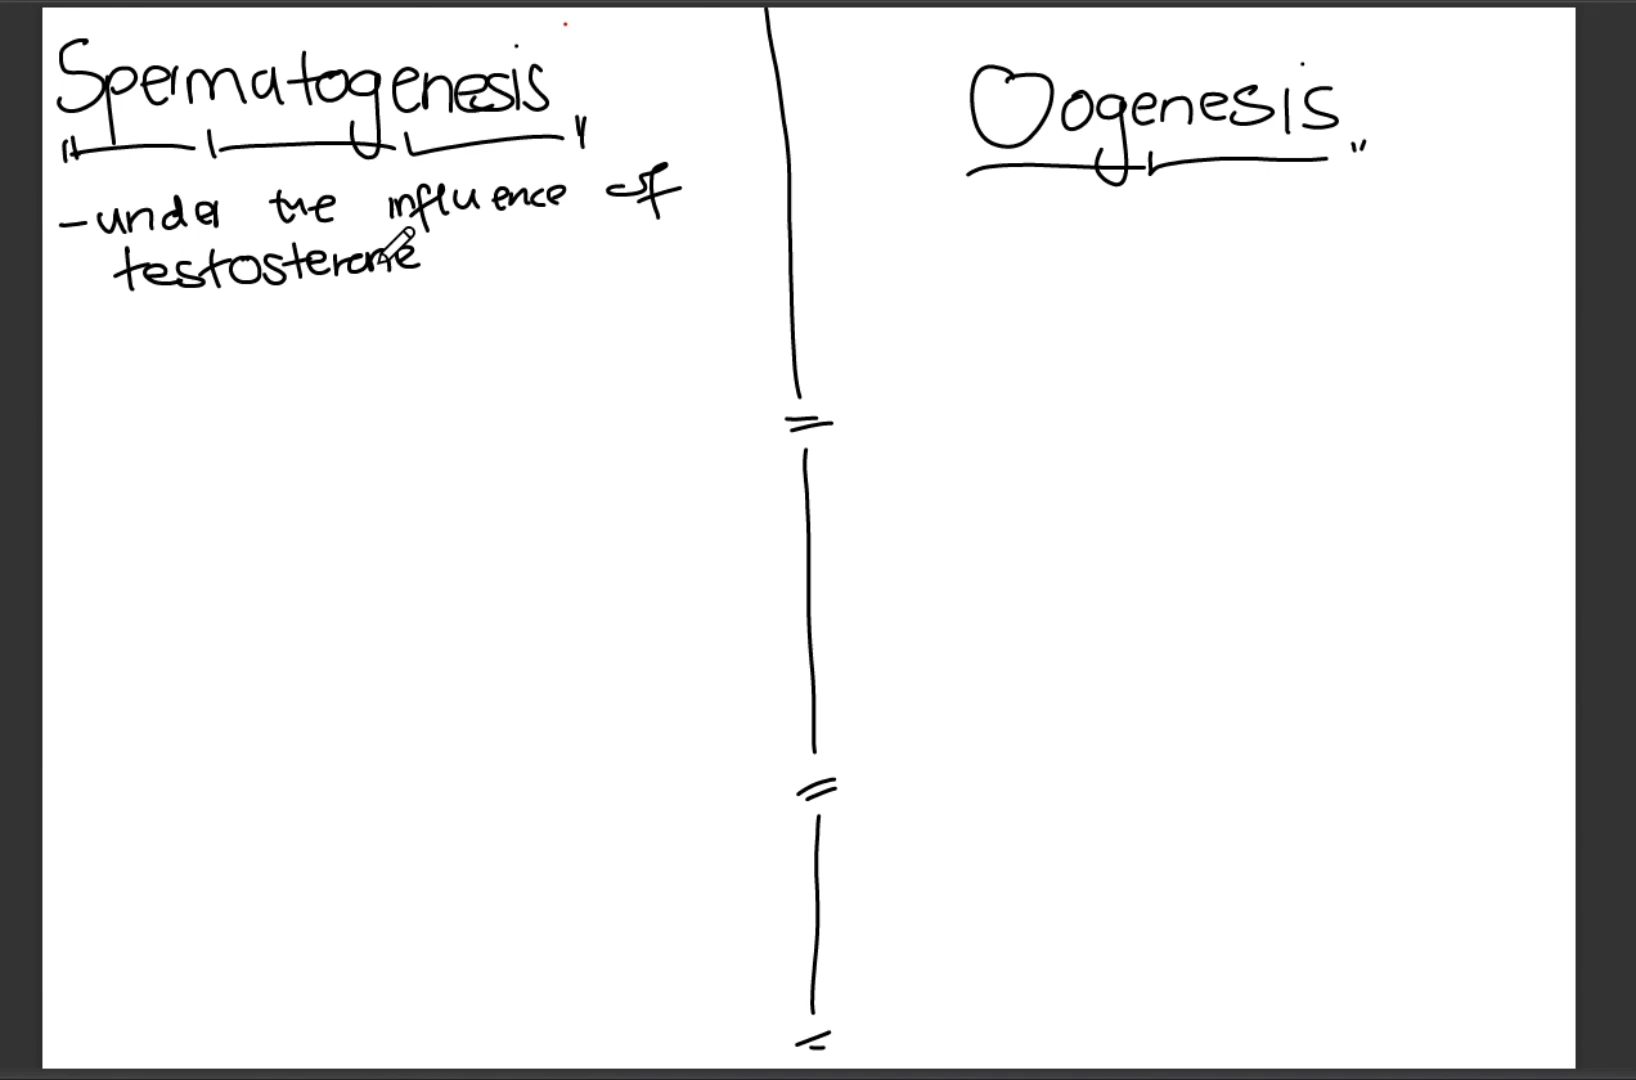 Spermatogenesis
- under the influence of
testosterone
Oogenesis